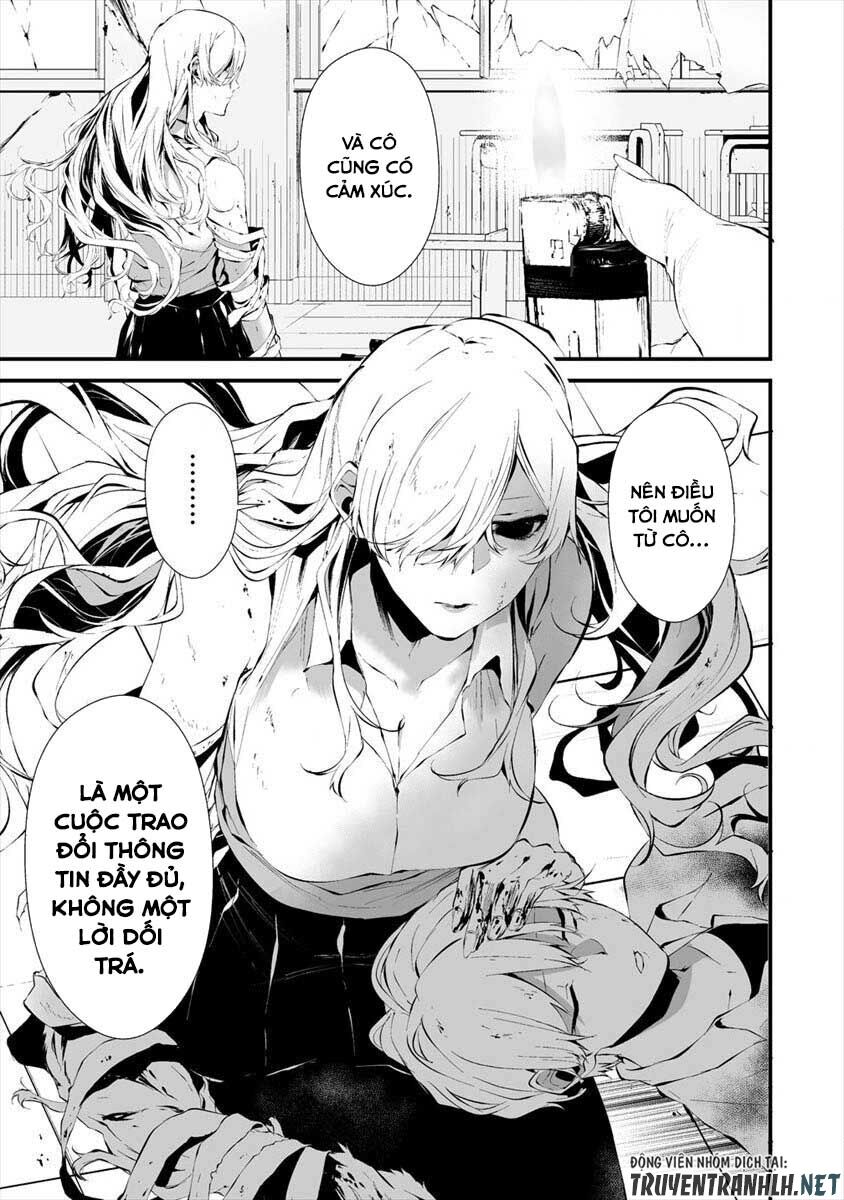 VÀ CÔ
CŨNG CÓ
CẢM XÚC.
NÊN ĐIỀU
TÔI MUỐN
TỪ CÔ...
.........
LÀ MỘT
CUỘC TRAO
ĐỔI THÔNG
TIN ĐẦY ĐỦ,
KHÔNG MỘT
LỜI DỐI
TRÁ.
ĐỘNG VIÊN NHÓM DỊCH TẠI:
TRUYENTRANHLH.NET